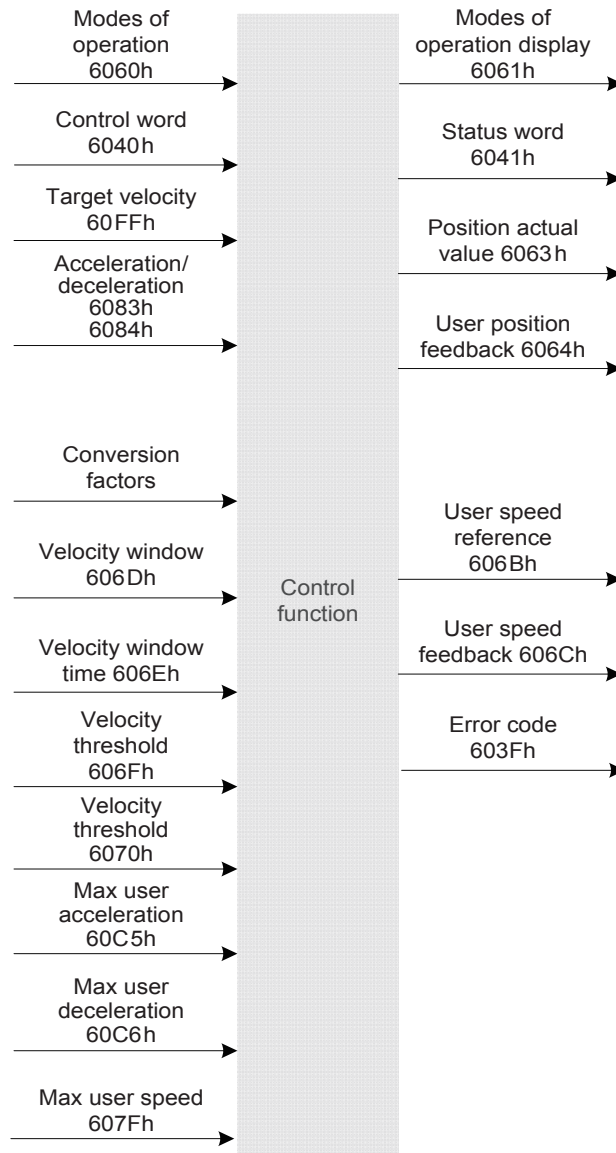 Modes of
operation
6060h
Control word
6040h
Target velocity
60FFh
Acceleration/
deceleration
6083h
6084h
Conversion
factors
Velocity window
606Dh
Velocity window
time 606Eh
Velocity
threshold
606Fh
Velocity
threshold
6070h
Max user
acceleration
60C5h
Max user
deceleration
60C6h
Max user speed
607Fh
Control
function
Modes of
operation display
6061h
Status word
6041h
Position actual
value 6063h
User position
feedback 6064h
User speed
reference
606Bh
User speed
feedback 606Ch
Error code
603Fh